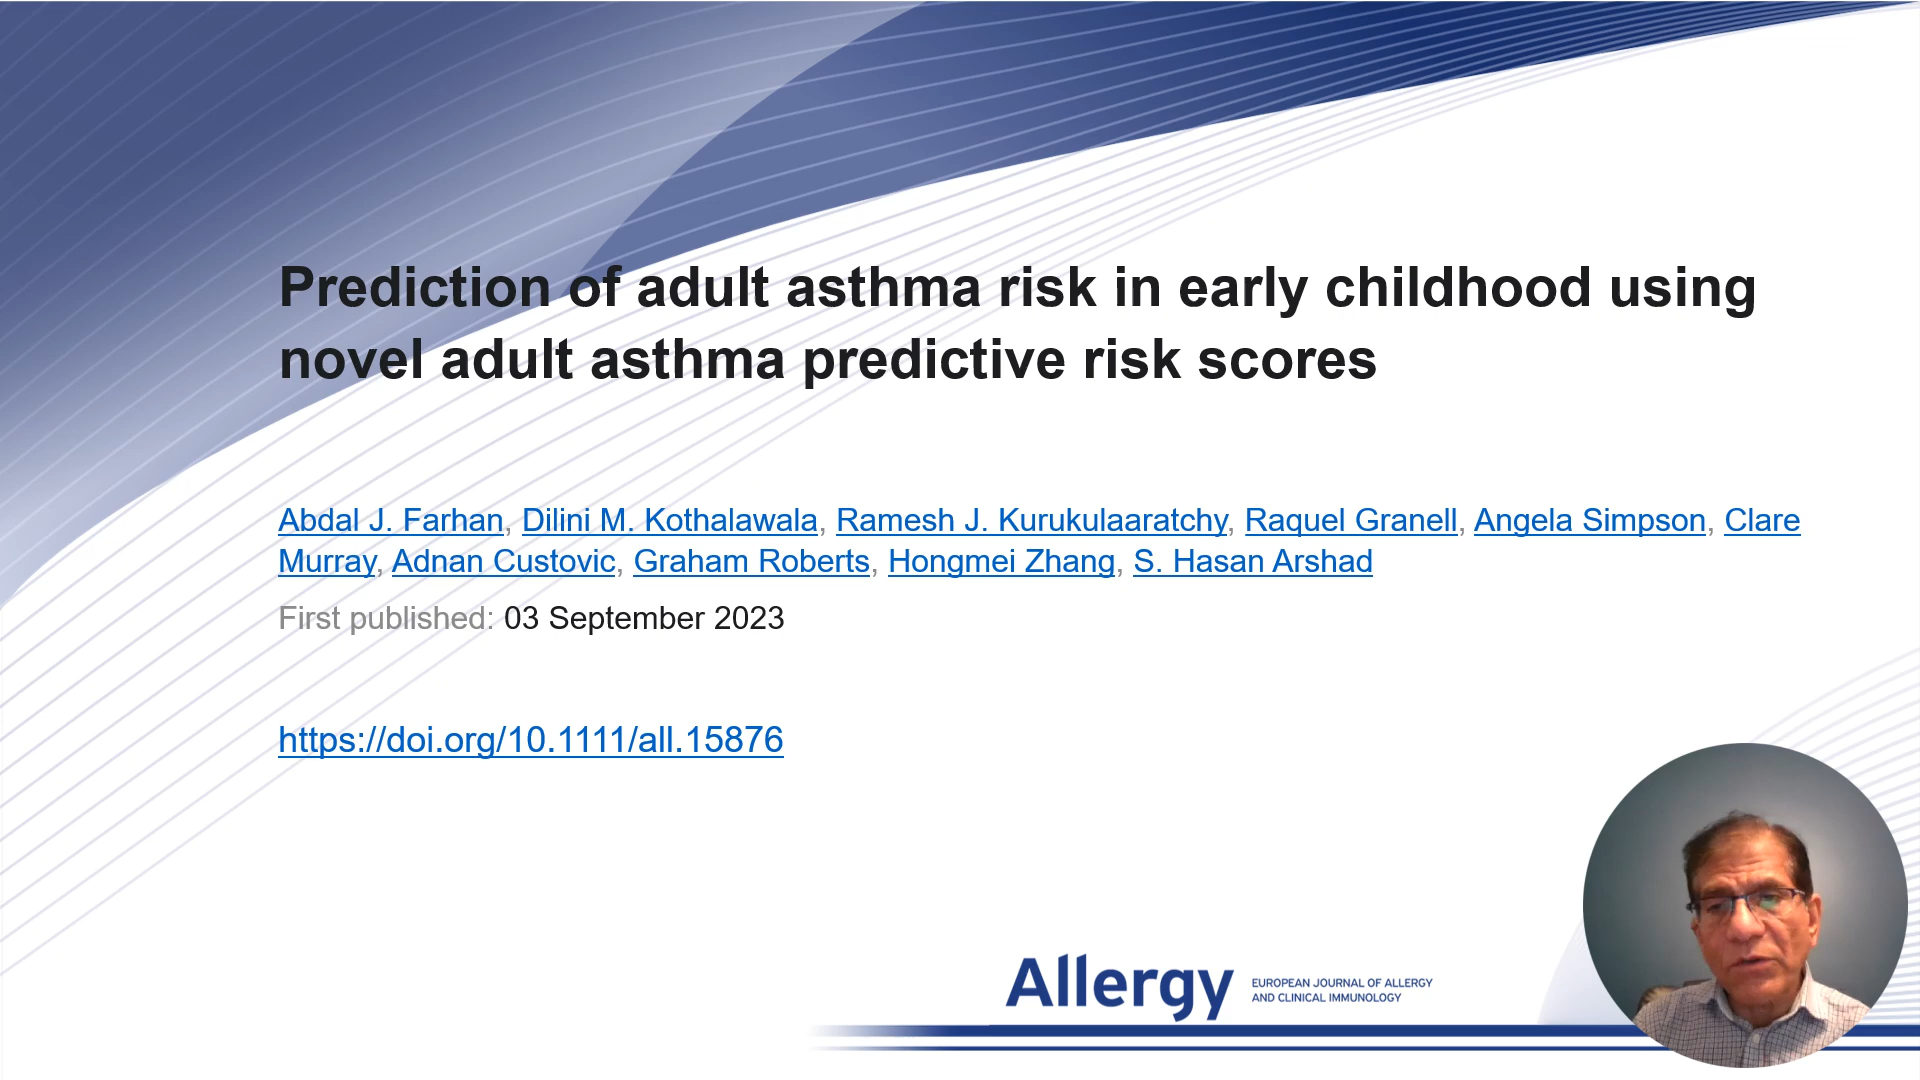 Prediction of adult asthma risk in early childhood using
novel adult asthma predictive risk scores
Abdal J. Farhan, Dilini M. Kothalawala, Ramesh J. Kurukulaaratchy, Raquel Granell, Angela Simpson, Clare
Murray, Adnan Custovic, Graham Roberts, Hongmei Zhang, S. Hasan Arshad
First published: 03 September 2023
https://doi.org/10.1111/all.15876
Allergy
EUROPEAN JOURNAL OF ALLERGY
AND CLINICAL IMMUNOLOGY